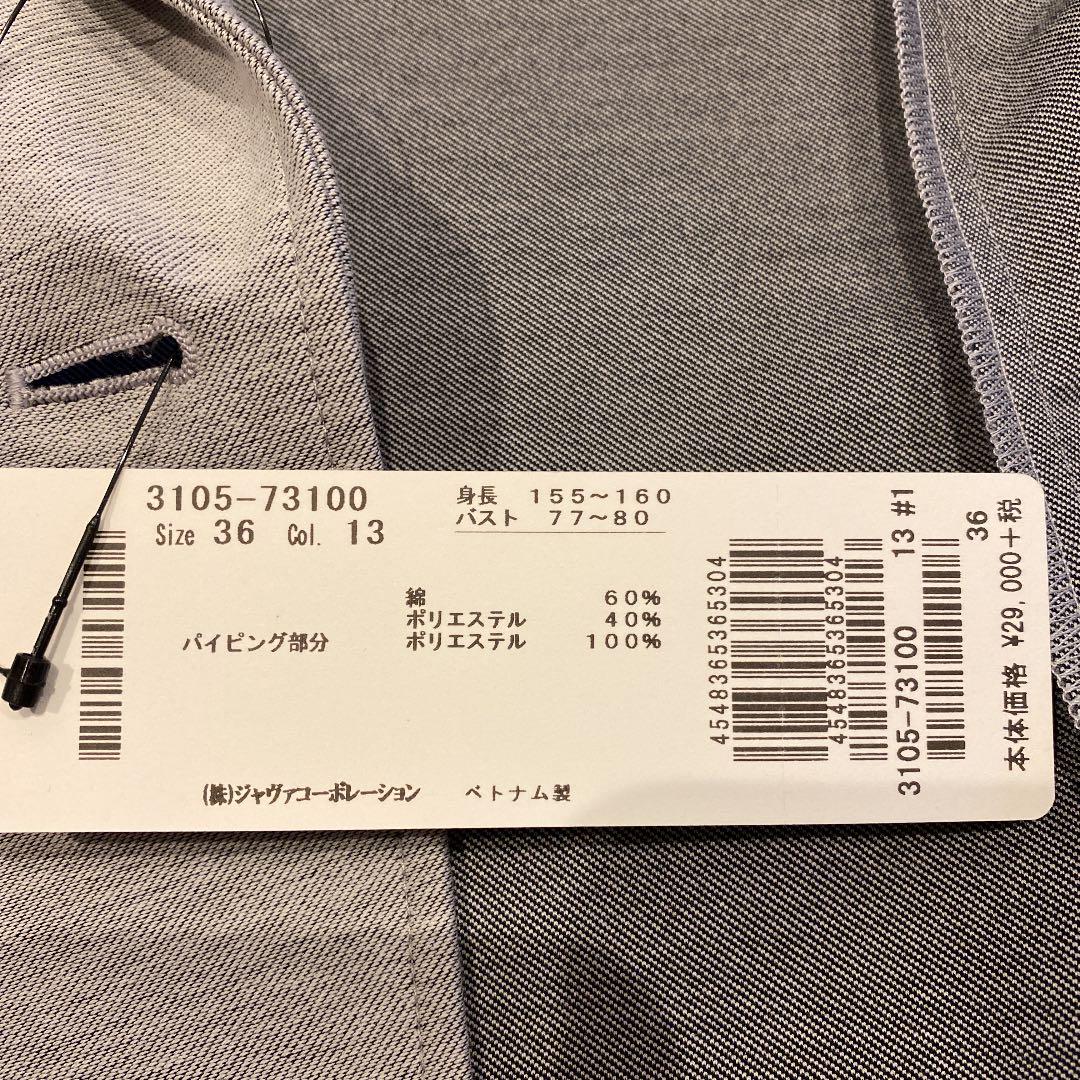 3105-73100
Size 36 Col. 13
身長 155~160
バスト 77~80
綿 60%
ポリエステル 40%
パイピング部分 ポリエステル 100%
(株)ジャヴァコーポレーション ベトナム製
4548365365304
4548365365304
3105-73100 13 #1
36
本体価格 ¥29,000+税